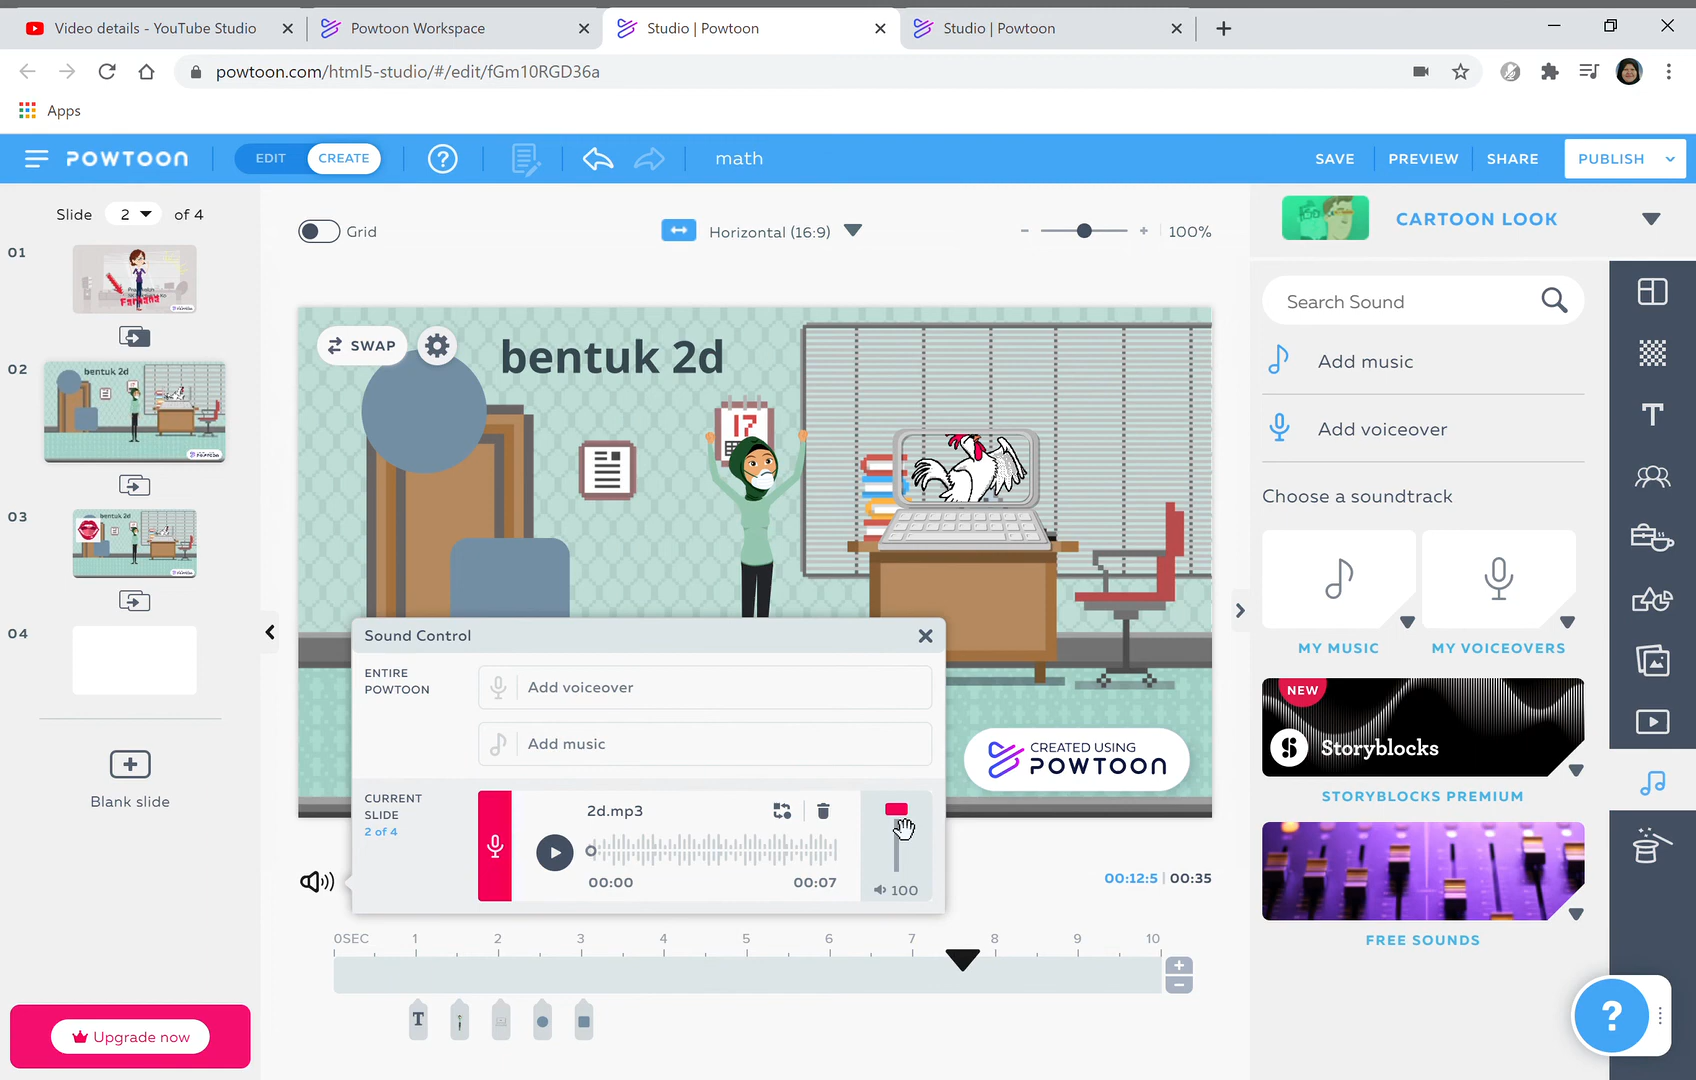 Video details - YouTube Studio
Powtoon Workspace
Studio | Powtoon
Studio | Powtoon
powtoon.com/html5-studio/#/edit/fGm10RGD36a
Apps
POWTOON
EDIT
CREATE
?
math
SAVE
PREVIEW
SHARE
PUBLISH
Slide 2 of 4
Grid
Horizontal (16:9)
100%
CARTOON LOOK
01
02
bentuk 2d
03
bentuk 2d
04
Blank slide
Upgrade now
SWAP
bentuk 2d
17
CREATED USING
POWTOON
Sound Control
ENTIRE
POWTOON
Add voiceover
Add music
CURRENT
SLIDE
2 of 4
2d.mp3
00:00
00:07
100
00:12:5 | 00:35
0SEC 1 2 3 4 5 6 7 8 9 10
T
Search Sound
Add music
Add voiceover
Choose a soundtrack
MY MUSIC
MY VOICEOVERS
NEW
Storyblocks
STORYBLOCKS PREMIUM
FREE SOUNDS
T
?